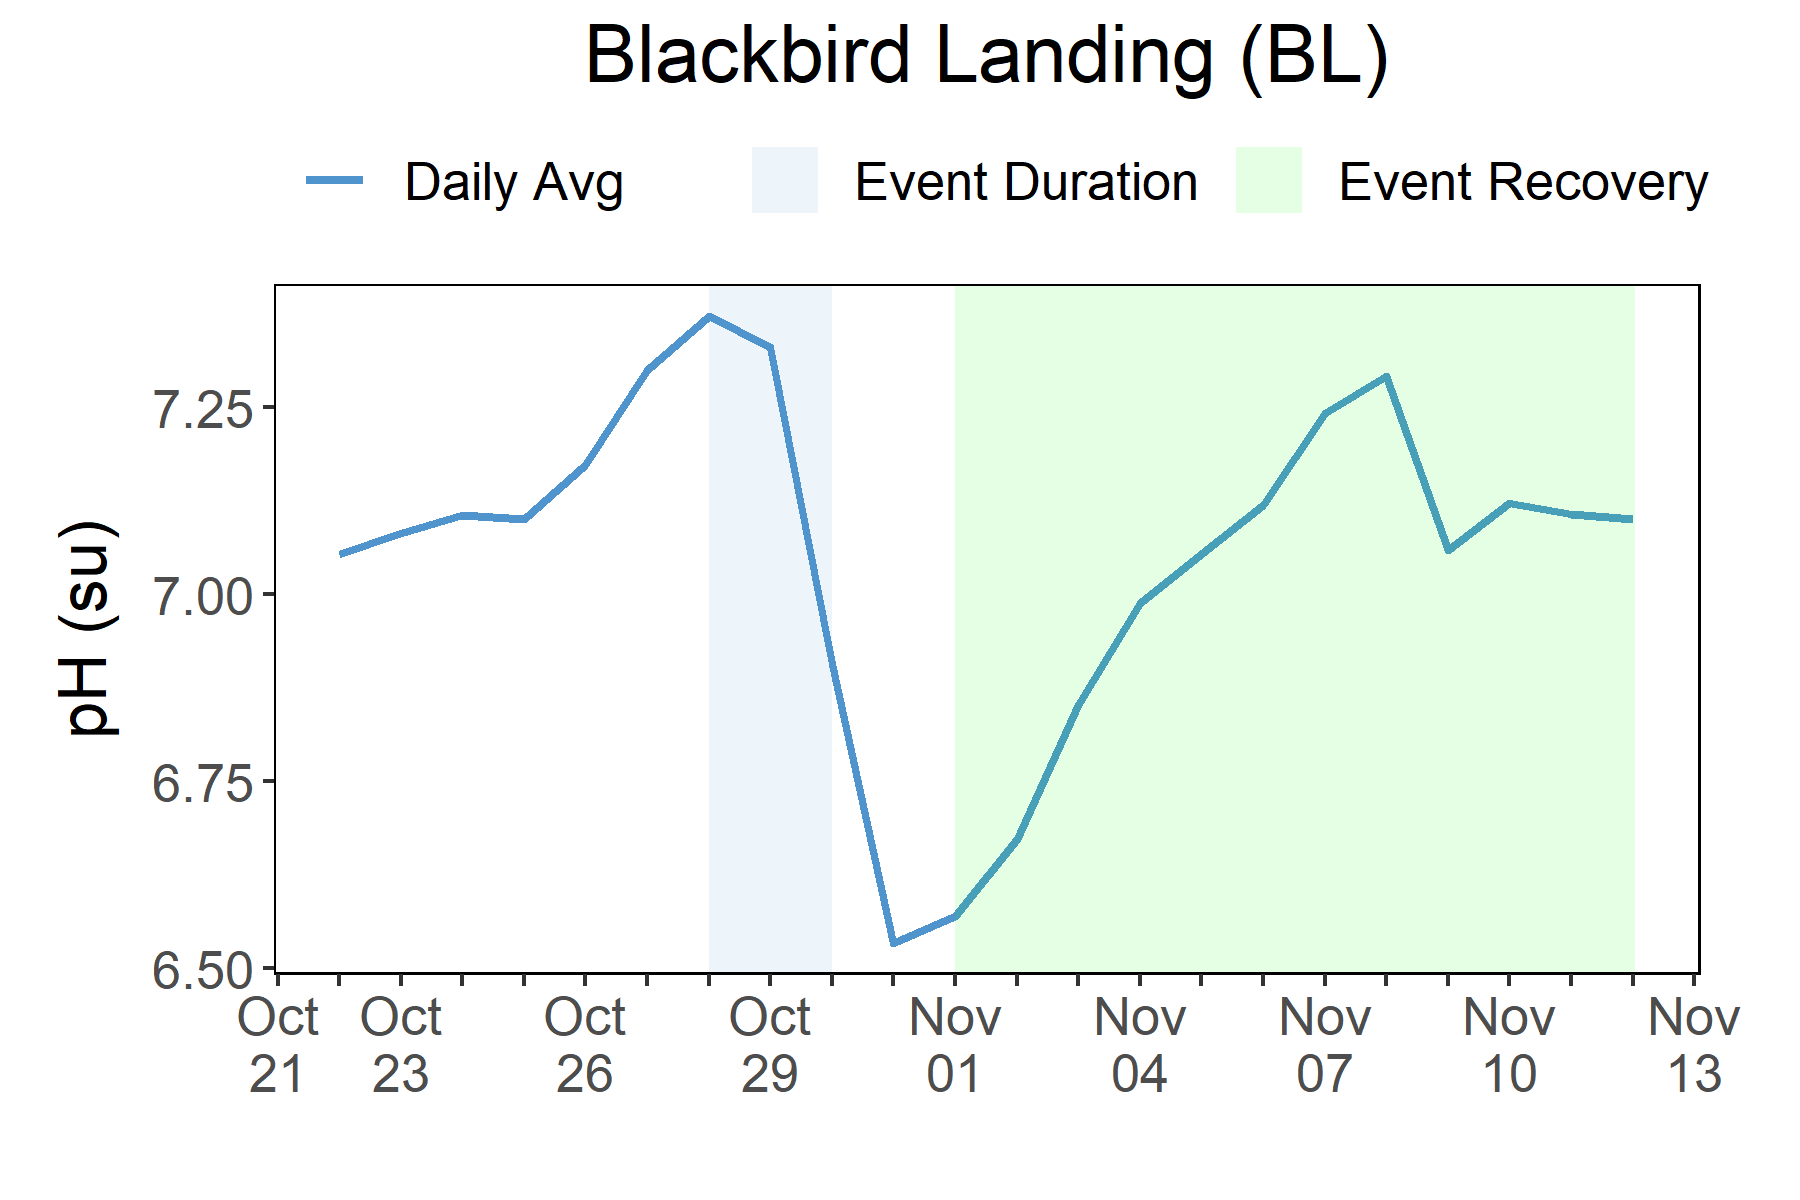 Blackbird Landing (BL)
Daily Avg Event Duration Event Recovery
pH (su)
7.25
7.00
6.75
6.50
Oct Oct Oct Oct Nov Nov Nov Nov Nov
21 23 26 29 01 04 07 10 13